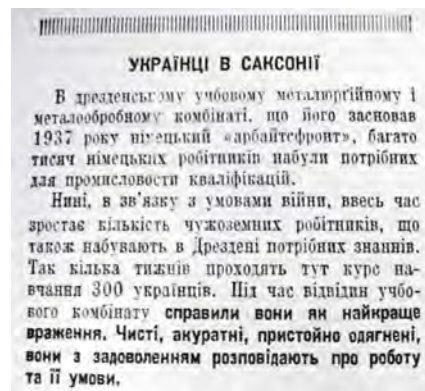 УКРАЇНЦІ В САКСОНІЇ
В дрезденському учбовому металюрґійному і
металообробному комбінаті, що його заснував
1937 року німецький «арбайтсфронт», багато
тисяч німецьких робітників набули потрібних
для промисловости кваліфікацій.
Нині, в зв'язку з умовами війни, ввесь час
зростає кількість чужоземних робітників, що
також набувають в Дрездені потрібних знаннів.
Так кілька тижнів проходять тут курс на-
вчання 300 українців. Під час відвідин учбо-
вого комбінату справили вони як найкраще
враження. Чисті, акуратні, пристойно одягнені,
вони з задоволенням розповідають про роботу
та її умови.